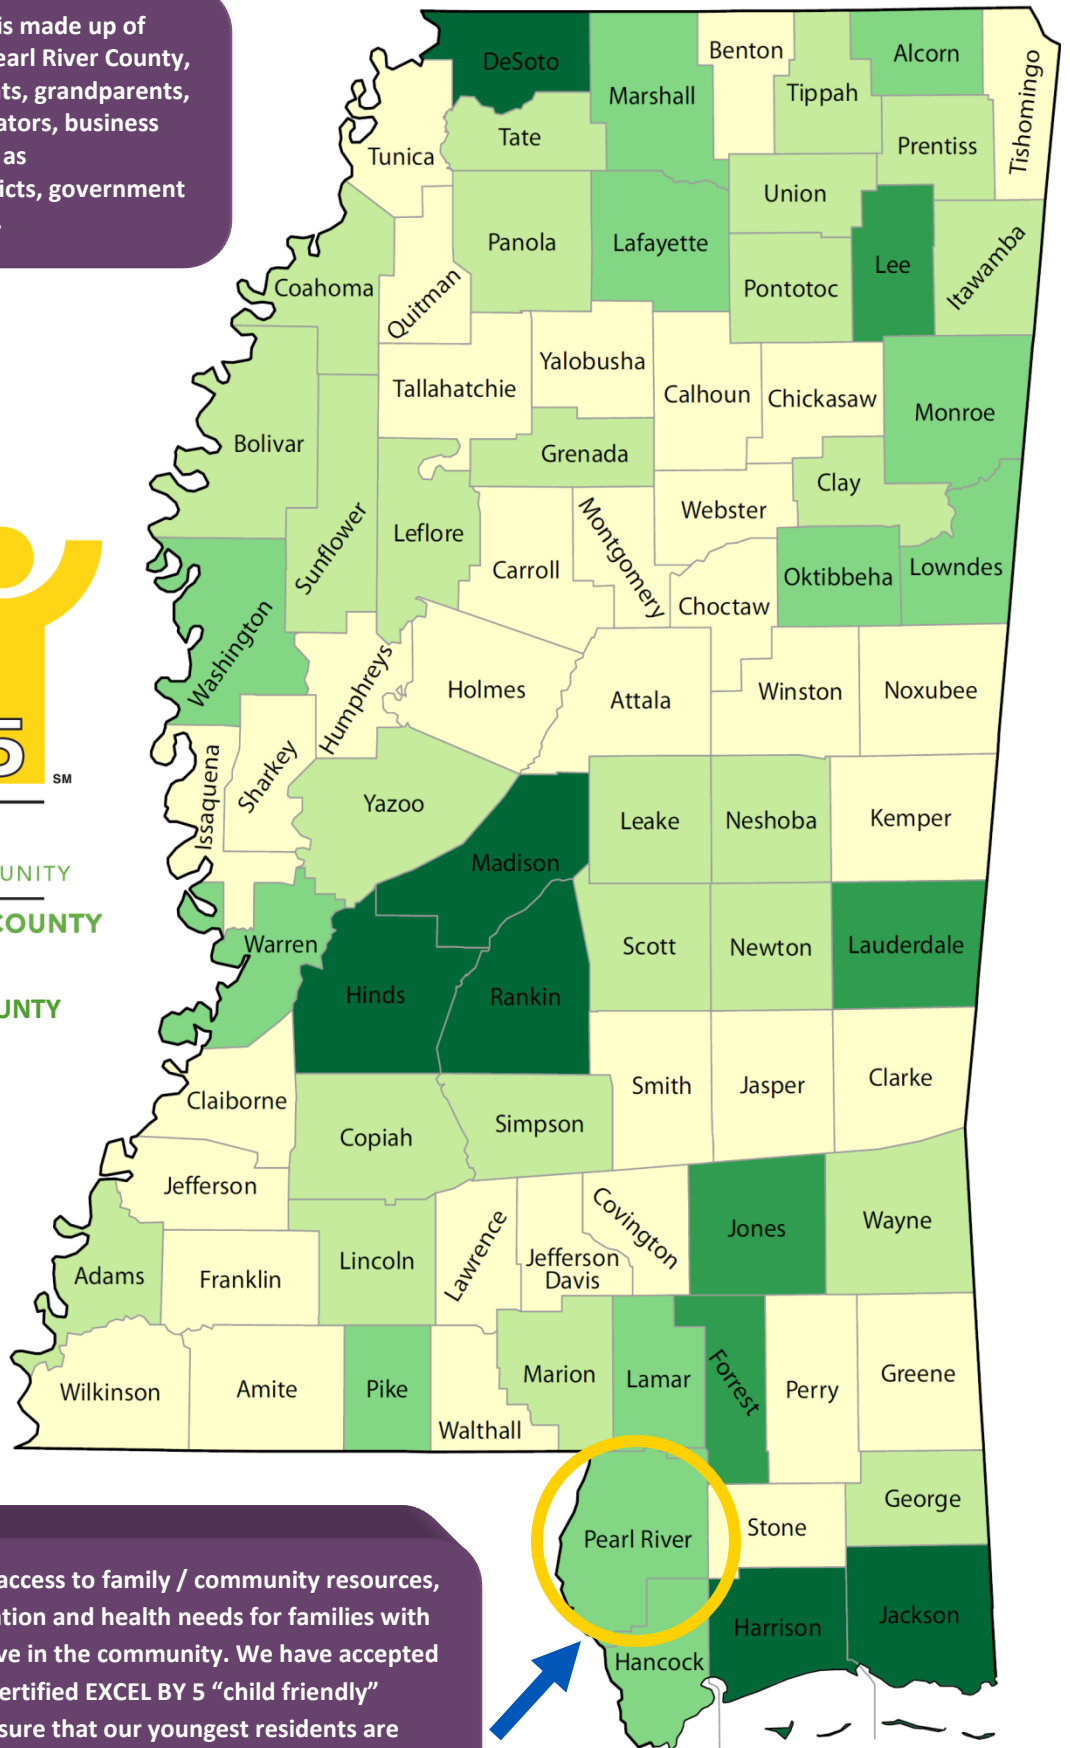 is made up of
earl River County,
ts, grandparents,
ators, business
as
icts, government
5
SM
UNITY
COUNTY
UNTY
access to family / community resources,
tion and health needs for families with
ve in the community. We have accepted
ertified EXCEL BY 5 “child friendly”
sure that our youngest residents are
DeSoto
Marshall
Benton
Tippah
Alcorn
Tishomingo
Tunica
Tate
Prentiss
Union
Panola
Lafayette
Pontotoc
Lee
Itawamba
Coahoma
Quitman
Tallahatchie
Yalobusha
Calhoun
Chickasaw
Monroe
Bolivar
Grenada
Clay
Sunflower
Leflore
Carroll
Montgomery
Webster
Choctaw
Oktibbeha
Lowndes
Washington
Humphreys
Holmes
Attala
Winston
Noxubee
Issaquena
Sharkey
Yazoo
Madison
Leake
Neshoba
Kemper
Warren
Hinds
Rankin
Scott
Newton
Lauderdale
Claiborne
Copiah
Simpson
Smith
Jasper
Clarke
Jefferson
Adams
Franklin
Lincoln
Lawrence
Jefferson
Davis
Covington
Jones
Wayne
Wilkinson
Amite
Pike
Walthall
Marion
Lamar
Forrest
Perry
Greene
Pearl River
Stone
George
Hancock
Harrison
Jackson